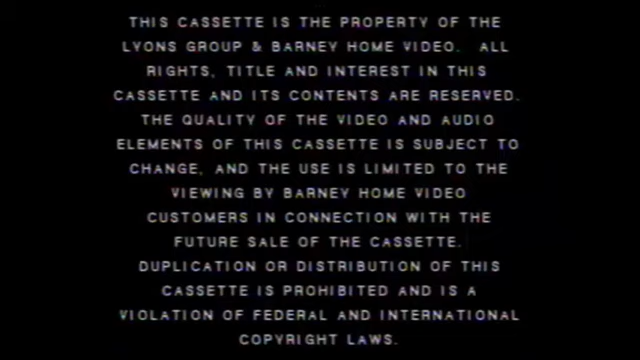 THIS CASSETTE IS THE PROPERTY OF THE
LYONS GROUP & BARNEY HOME VIDEO. ALL
RIGHTS, TITLE AND INTEREST IN THIS
CASSETTE AND ITS CONTENTS ARE RESERVED.
THE QUALITY OF THE VIDEO AND AUDIO
ELEMENTS OF THIS CASSETTE IS SUBJECT TO
CHANGE, AND THE USE IS LIMITED TO THE
VIEWING BY BARNEY HOME VIDEO
CUSTOMERS IN CONNECTION WITH THE
FUTURE SALE OF THE CASSETTE.
DUPLICATION OR DISTRIBUTION OF THIS
CASSETTE IS PROHIBITED AND IS A
VIOLATION OF FEDERAL AND INTERNATIONAL
COPYRIGHT LAWS.